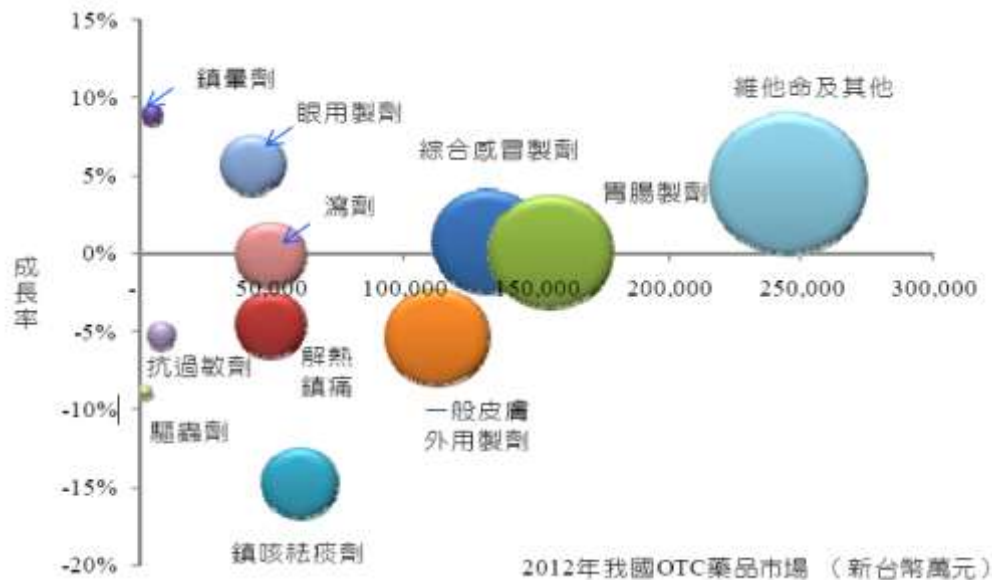 15%
10%
5%
0%
-5%
-10%
-15%
-20%
成長率
鎮暈劑
眼用製劑
瀉劑
綜合感冒製劑
胃腸製劑
維他命及其他
-
50,000
100,000
150,000
200,000
250,000
300,000
抗過敏劑
解熱
鎮痛
驅蟲劑
一般皮膚
外用製劑
鎮咳祛痰劑
2012年我國OTC藥品市場 （新台幣萬元）